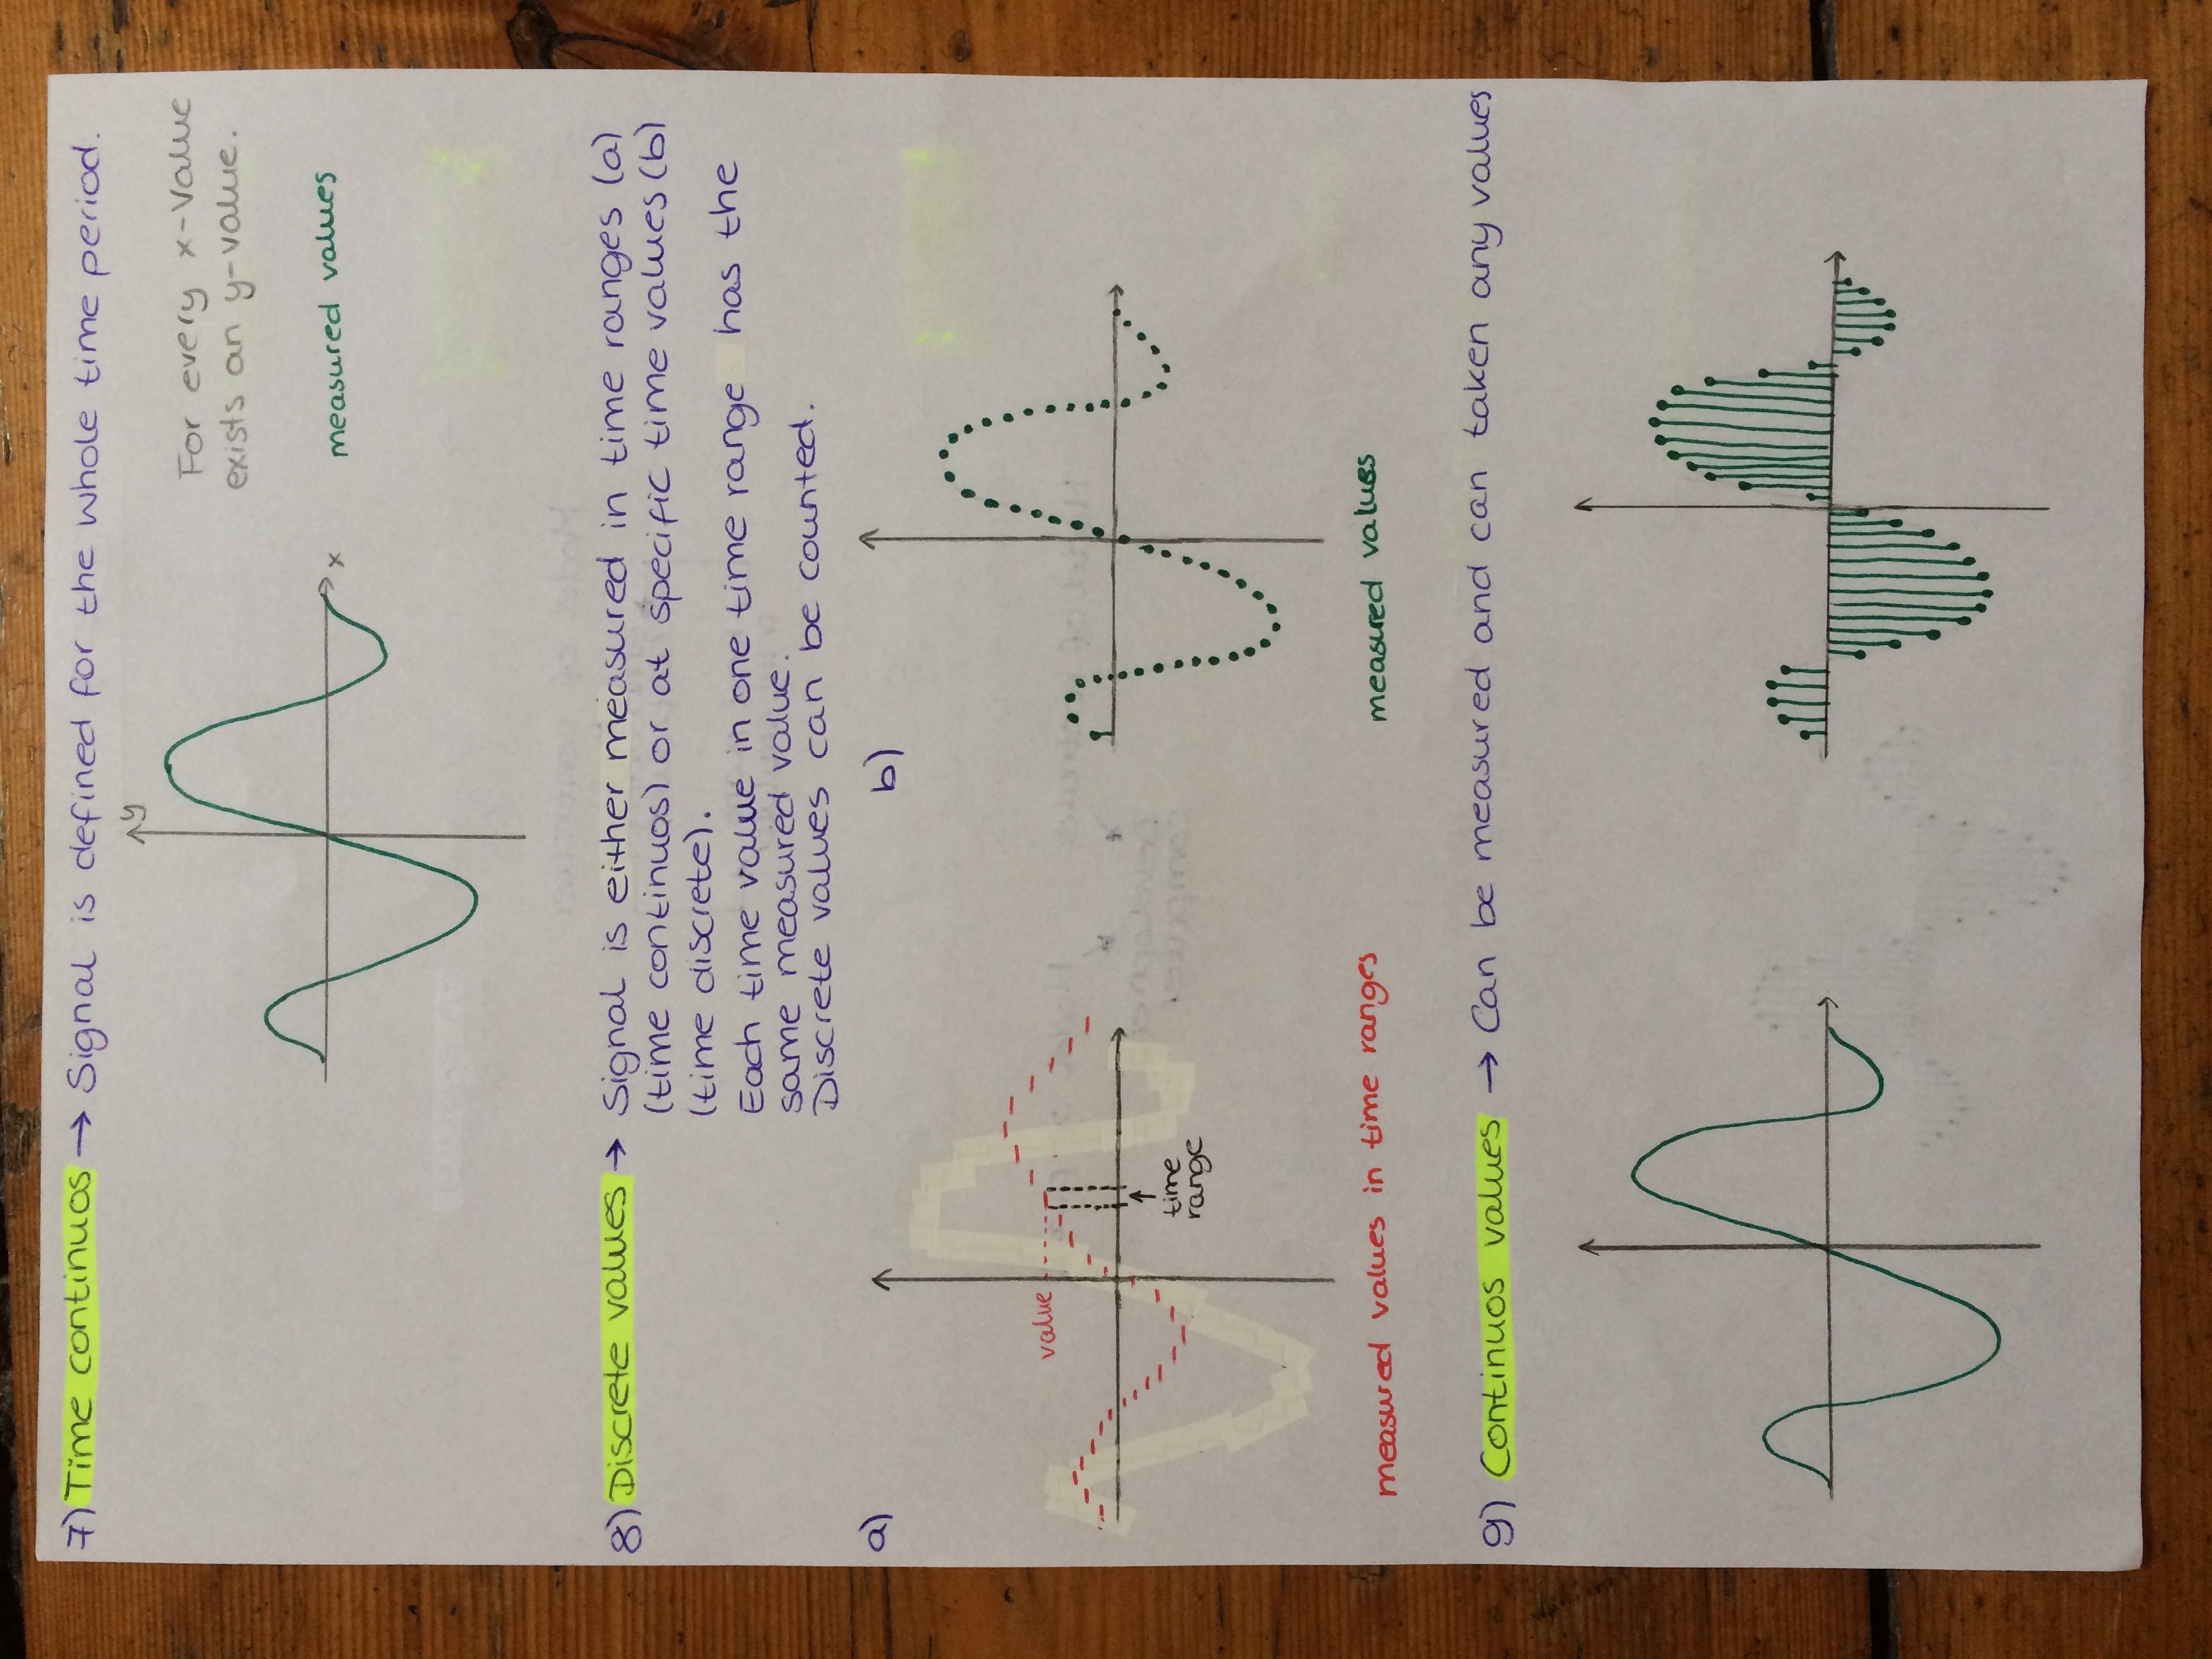 7) Time continuos → Signal is defined for the whole time period.
y
For every x-Value
exists an y-value.
x
measured values
8) Discrete values → Signal is either measured in time ranges (a)
(time continuos) or at specific time values (b)
(time discrete).
Each time value in one time range has the
same measured value.
Discrete values can be counted.
a)
b)
value
time
range
measured values in time ranges
measured values
9) Continuos values → Can be measured and can taken any values